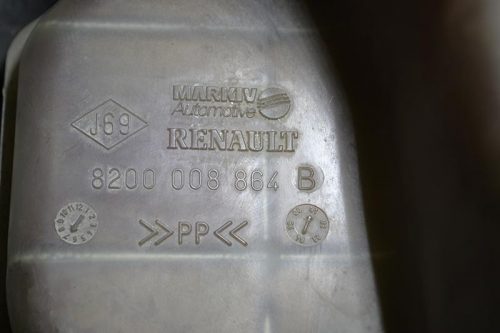 MARK IV
Automotive
J69
RENAULT
8200 008 864 B
>>PP<<